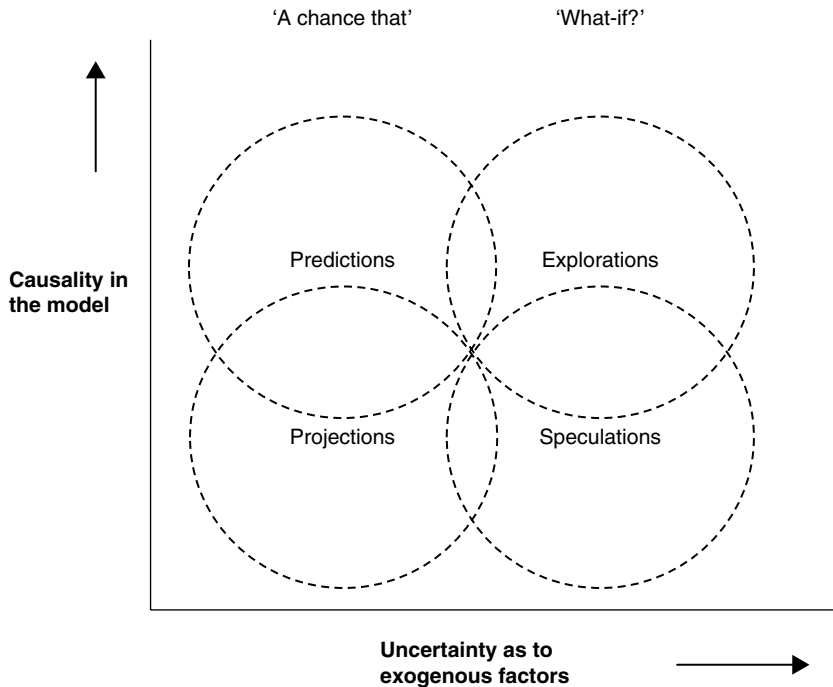 ‘A chance that’
‘What-if?’
Predictions
Explorations
Causality in
the model
Projections
Speculations
Uncertainty as to
exogenous factors